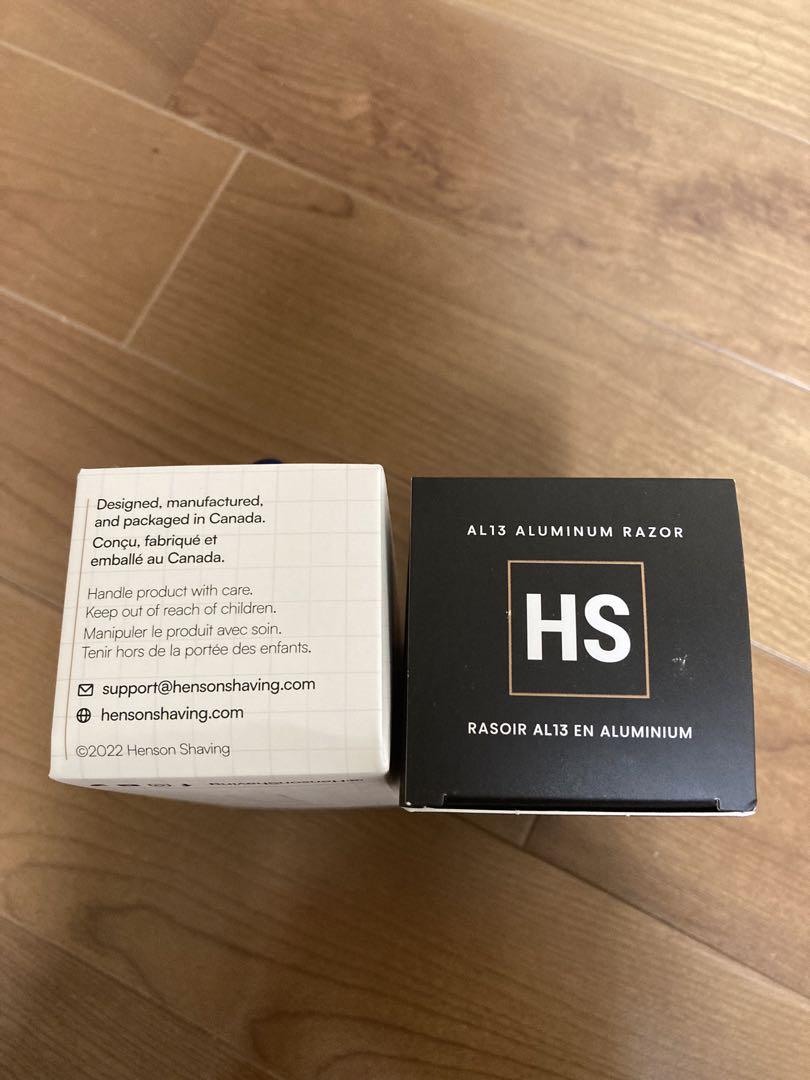 Designed, manufactured,
and packaged in Canada.
Conçu, fabriqué et
emballé au Canada.
Handle product with care.
Keep out of reach of children.
Manipuler le produit avec soin.
Tenir hors de la portée des enfants.
support@hensonshaving.com
hensonshaving.com
©2022 Henson Shaving
AL13 ALUMINUM RAZOR
HS
RASOIR AL13 EN ALUMINIUM